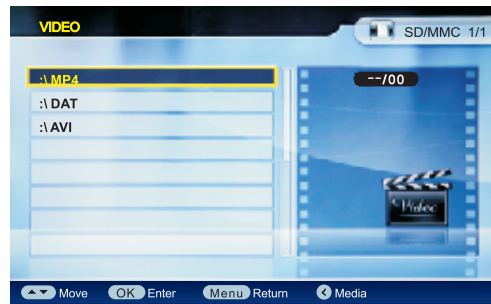 VIDEO
SD/MMC 1/1
:\ MP4
--/00
:\ DAT
:\ AVI
Video
Move OK Enter Menu Return Media